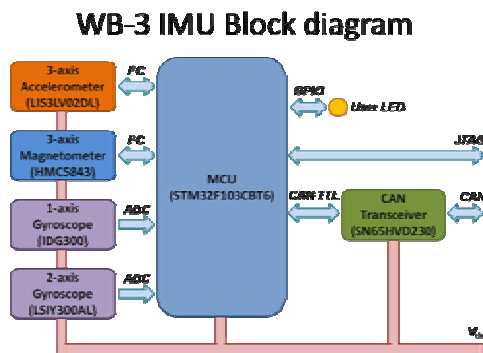 WB-3 IMU Block diagram
3-axis
Accelerometer
(LIS3LV02DL)
I²C
3-axis
Magnetometer
(HMC5843)
I²C
1-axis
Gyroscope
(IDG300)
ADC
2-axis
Gyroscope
(LSIY300AL)
ADC
MCU
(STM32F103CBT6)
GPIO
User LED
JTAG
CAN TTL
CAN
Transceiver
(SN65HVD230)
CAN